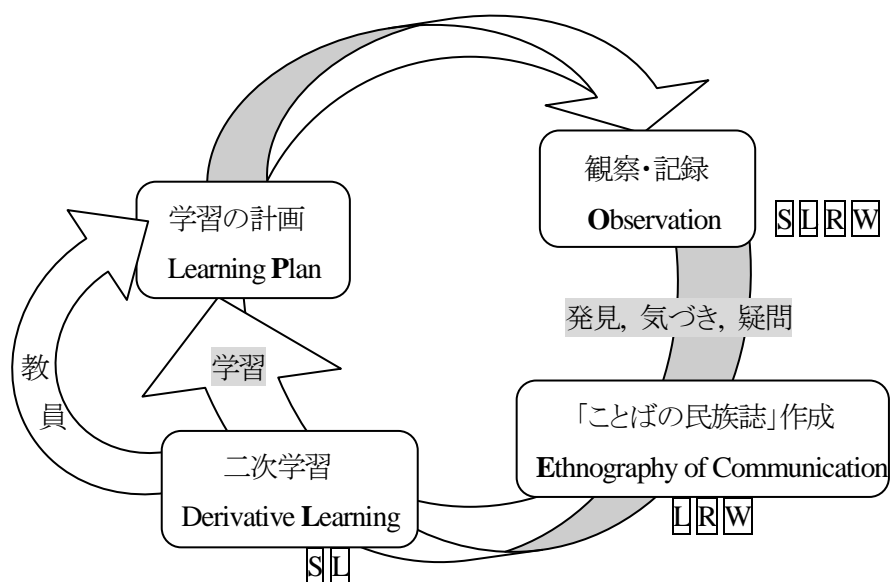 学習の計画
Learning Plan
観察・記録
Observation
S L R W
発見, 気づき, 疑問
「ことばの民族誌」作成
Ethnography of Communication
L R W
二次学習
Derivative Learning
S L
学習
教員